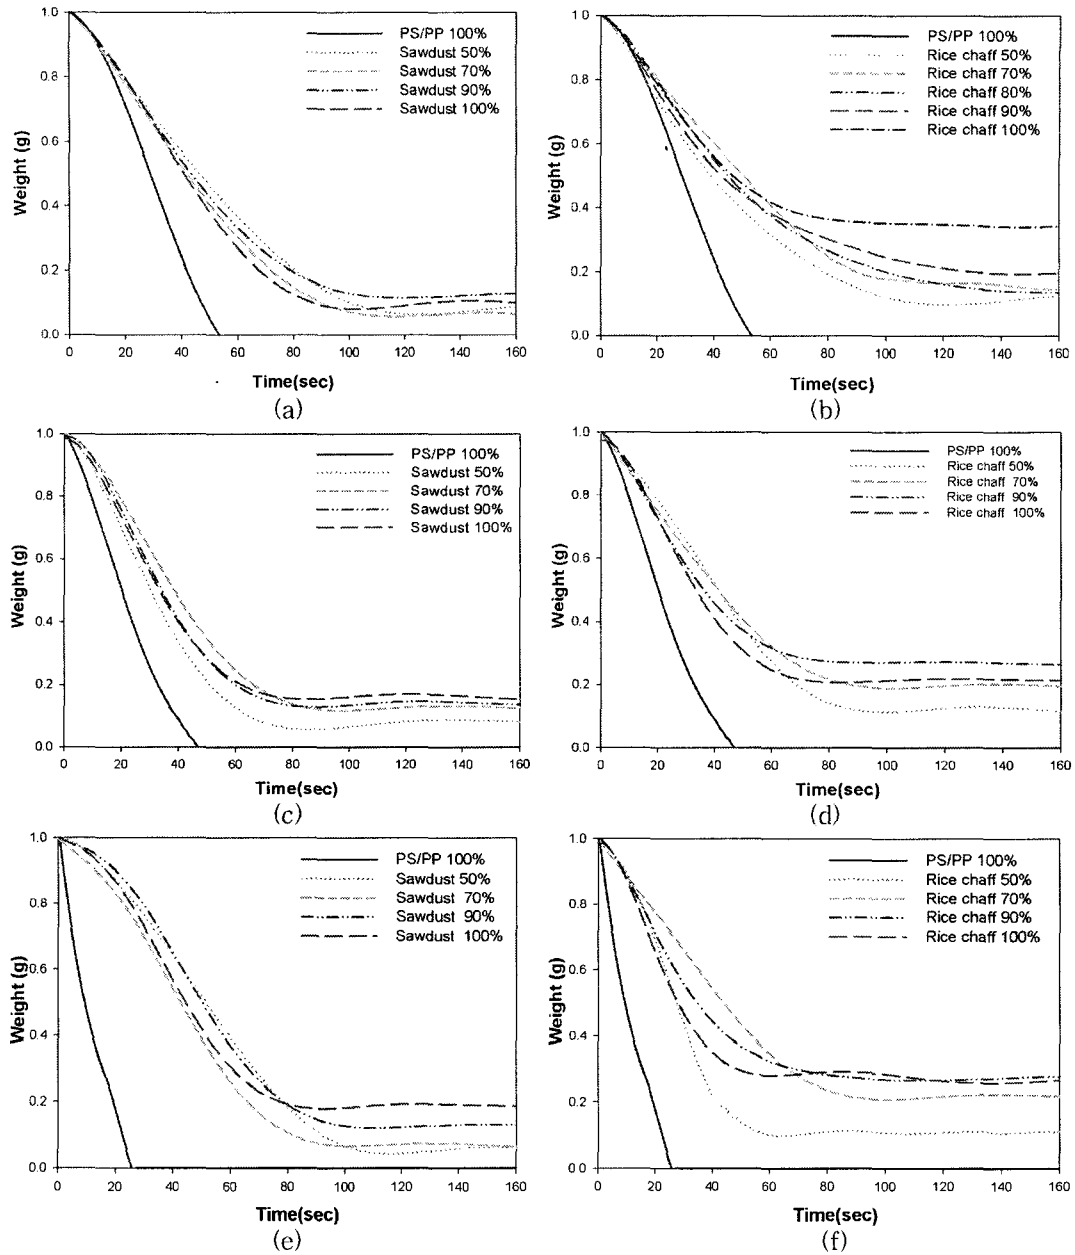 PS/PP 100%
Sawdust 50%
Sawdust 70%
Sawdust 90%
Sawdust 100%
Weight (g)
1.0
0.8
0.6
0.4
0.2
0.0
0 20 40 60 80 100 120 140 160
Time(sec)
(a)
PS/PP 100%
Rice chaff 50%
Rice chaff 70%
Rice chaff 80%
Rice chaff 90%
Rice chaff 100%
Weight (g)
1.0
0.8
0.6
0.4
0.2
0.0
0 20 40 60 80 100 120 140 160
Time(sec)
(b)
PS/PP 100%
Sawdust 50%
Sawdust 70%
Sawdust 90%
Sawdust 100%
Weight (g)
1.0
0.8
0.6
0.4
0.2
0.0
0 20 40 60 80 100 120 140 160
Time(sec)
(c)
PS/PP 100%
Rice chaff 50%
Rice chaff 70%
Rice chaff 90%
Rice chaff 100%
Weight (g)
1.0
0.8
0.6
0.4
0.2
0.0
0 20 40 60 80 100 120 140 160
Time(sec)
(d)
PS/PP 100%
Sawdust 50%
Sawdust 70%
Sawdust 90%
Sawdust 100%
Weight (g)
1.0
0.8
0.6
0.4
0.2
0.0
0 20 40 60 80 100 120 140 160
Time(sec)
(e)
PS/PP 100%
Rice chaff 50%
Rice chaff 70%
Rice chaff 90%
Rice chaff 100%
Weight (g)
1.0
0.8
0.6
0.4
0.2
0.0
0 20 40 60 80 100 120 140 160
Time(sec)
(f)